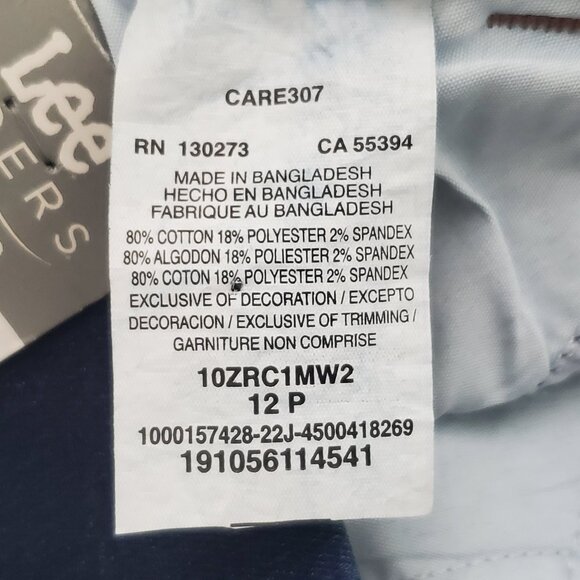 Lee
DERS
CARE307
RN 130273 CA 55394
MADE IN BANGLADESH
HECHO EN BANGLADESH
FABRIQUE AU BANGLADESH
80% COTTON 18% POLYESTER 2% SPANDEX
80% ALGODON 18% POLIESTER 2% SPANDEX
80% COTON 18% POLYESTER 2% SPANDEX
EXCLUSIVE OF DECORATION / EXCEPTO
DECORACION / EXCLUSIVE OF TRIMMING /
GARNITURE NON COMPRISE
10ZRC1MW2
12 P
1000157428-22J-4500418269
191056114541